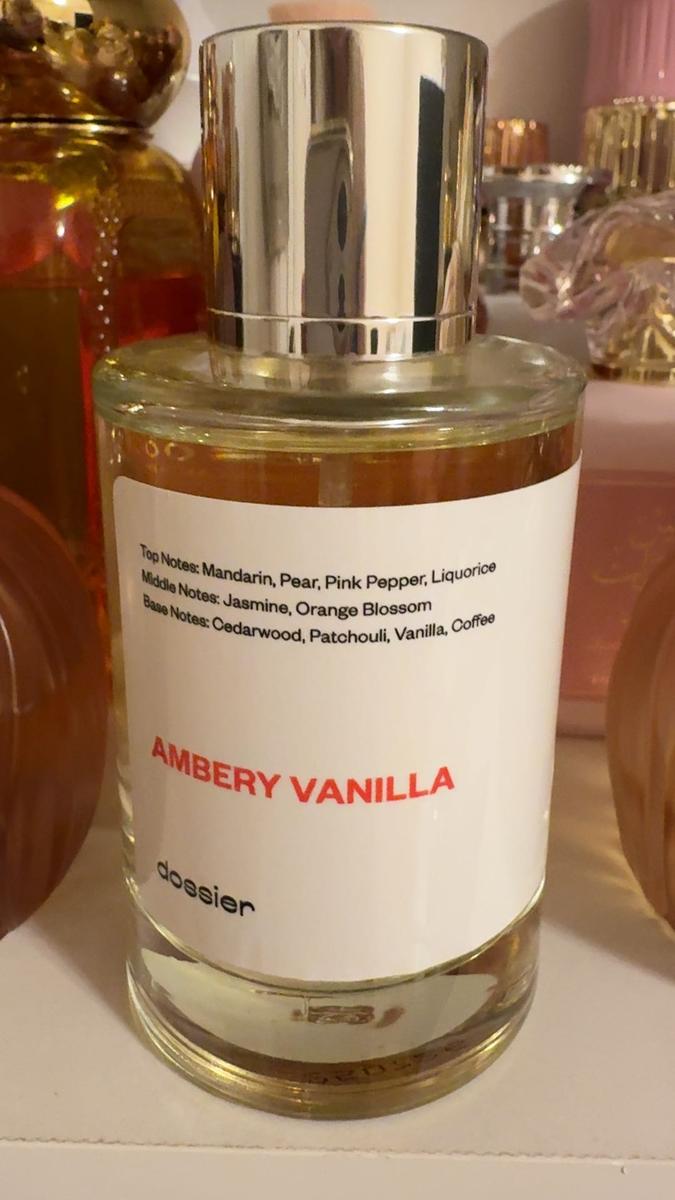 Top Notes: Mandarin, Pear, Pink Pepper, Liquorice
Middle Notes: Jasmine, Orange Blossom
Base Notes: Cedarwood, Patchouli, Vanilla, Coffee
AMBERY VANILLA
dossier